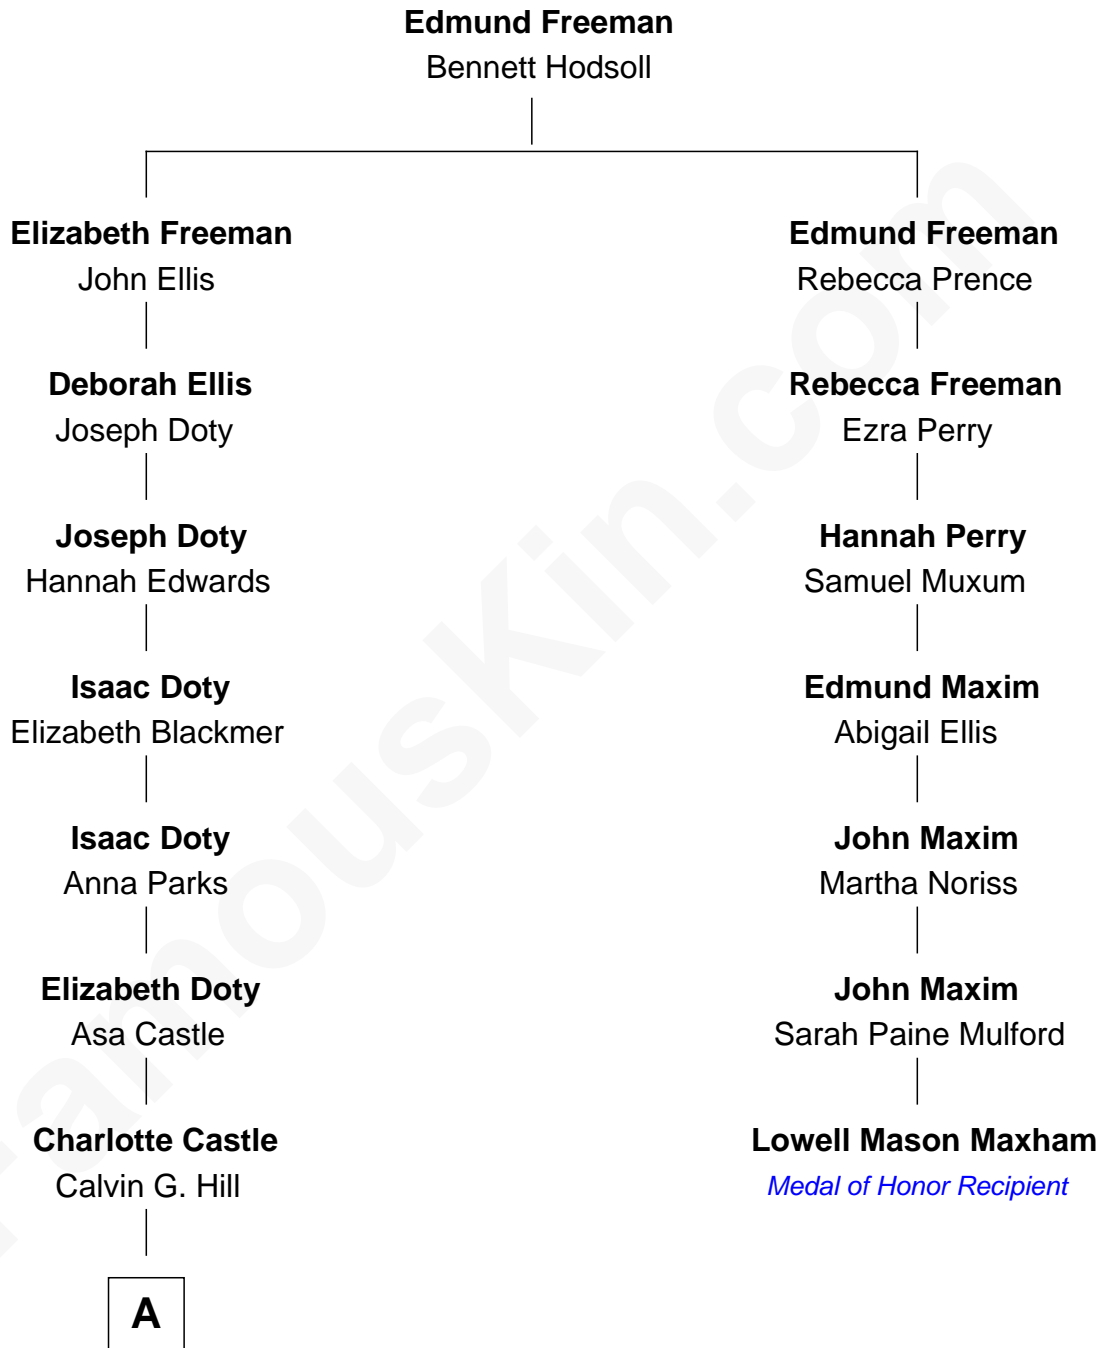 Edmund Freeman
Bennett Hodsoll
Elizabeth Freeman
John Ellis
Edmund Freeman
Rebecca Prence
Deborah Ellis
Joseph Doty
Rebecca Freeman
Ezra Perry
Joseph Doty
Hannah Edwards
Hannah Perry
Samuel Muxum
Isaac Doty
Elizabeth Blackmer
Edmund Maxim
Abigail Ellis
Isaac Doty
Anna Parks
John Maxim
Martha Noriss
Elizabeth Doty
Asa Castle
John Maxim
Sarah Paine Mulford
Charlotte Castle
Calvin G. Hill
Lowell Mason Maxham
Medal of Honor Recipient
A
FamousKin.com